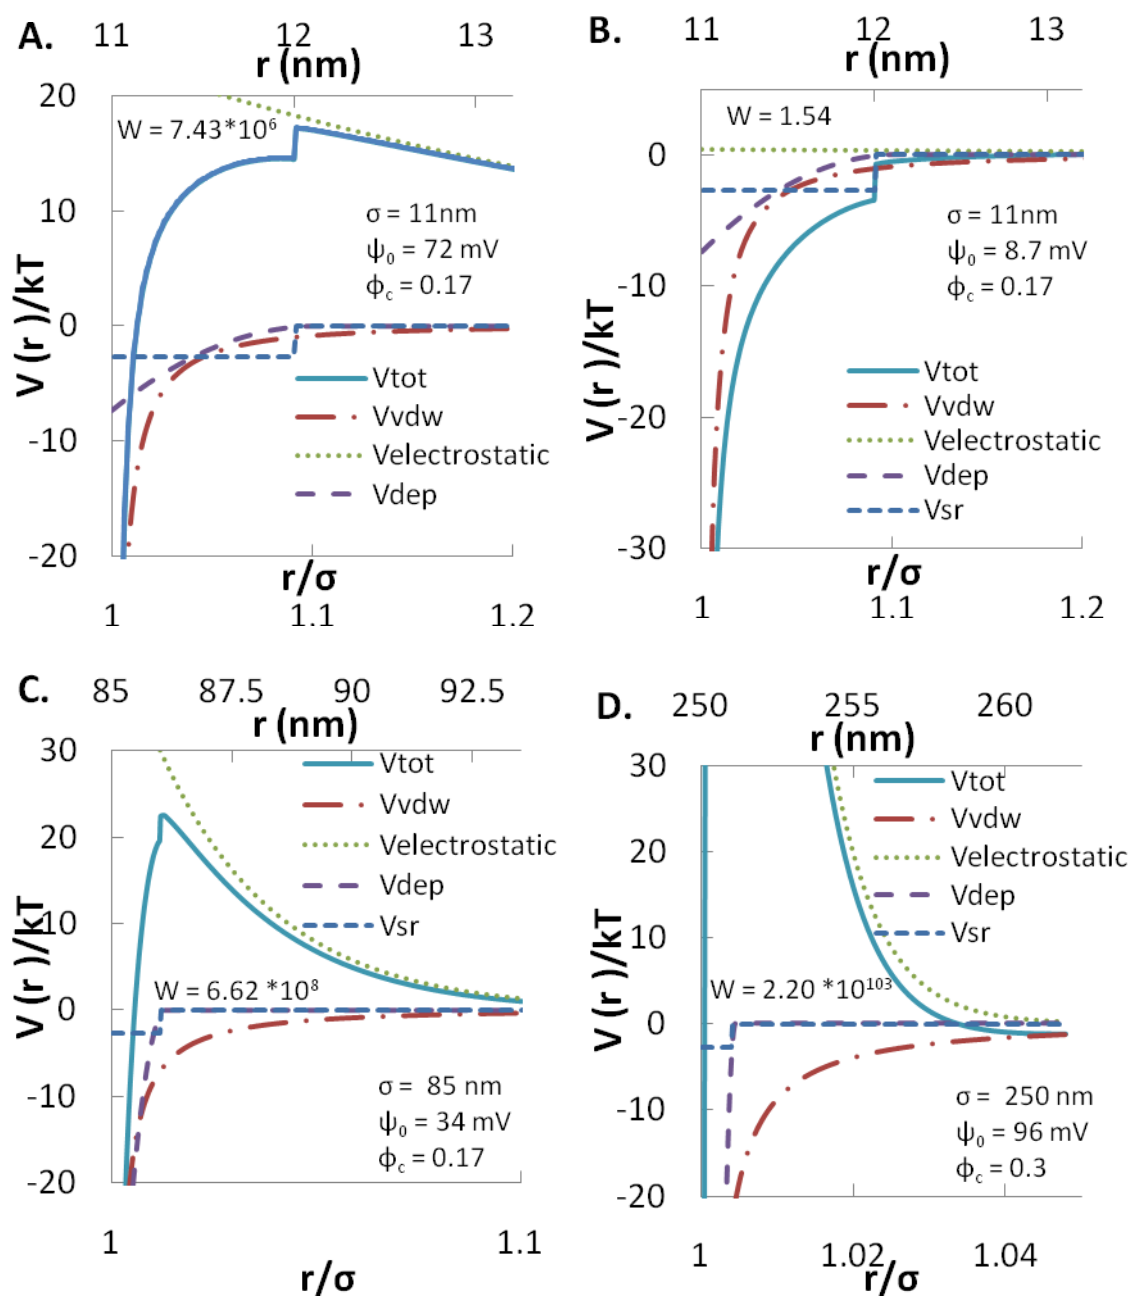 A.
11 12 13
r (nm)
20
10
0
-10
-20
V (r )/kT
W = 7.43*10⁶
σ = 11nm
ψ₀ = 72 mV
ϕc = 0.17
Vtot
Vvdw
Velectrostatic
Vdep
r/σ
1 1.1 1.2
B.
11 12 13
r (nm)
0
-10
-20
-30
V (r )/kT
W = 1.54
σ = 11nm
ψ₀ = 8.7 mV
ϕc = 0.17
Vtot
Vvdw
Velectrostatic
Vdep
Vsr
r/σ
1 1.1 1.2
C.
85 87.5 90 92.5
r (nm)
30
20
10
0
-10
-20
V (r )/kT
Vtot
Vvdw
Velectrostatic
Vdep
Vsr
W = 6.62 *10⁸
σ = 85 nm
ψ₀ = 34 mV
ϕc = 0.17
1 1.1
r/σ
D.
250 255 260
r (nm)
30
20
10
0
-10
-20
V (r )/kT
Vtot
Vvdw
Velectrostatic
Vdep
Vsr
W = 2.20 *10¹⁰³
σ = 250 nm
ψ₀ = 96 mV
ϕc = 0.3
1 1.02 1.04
r/σ